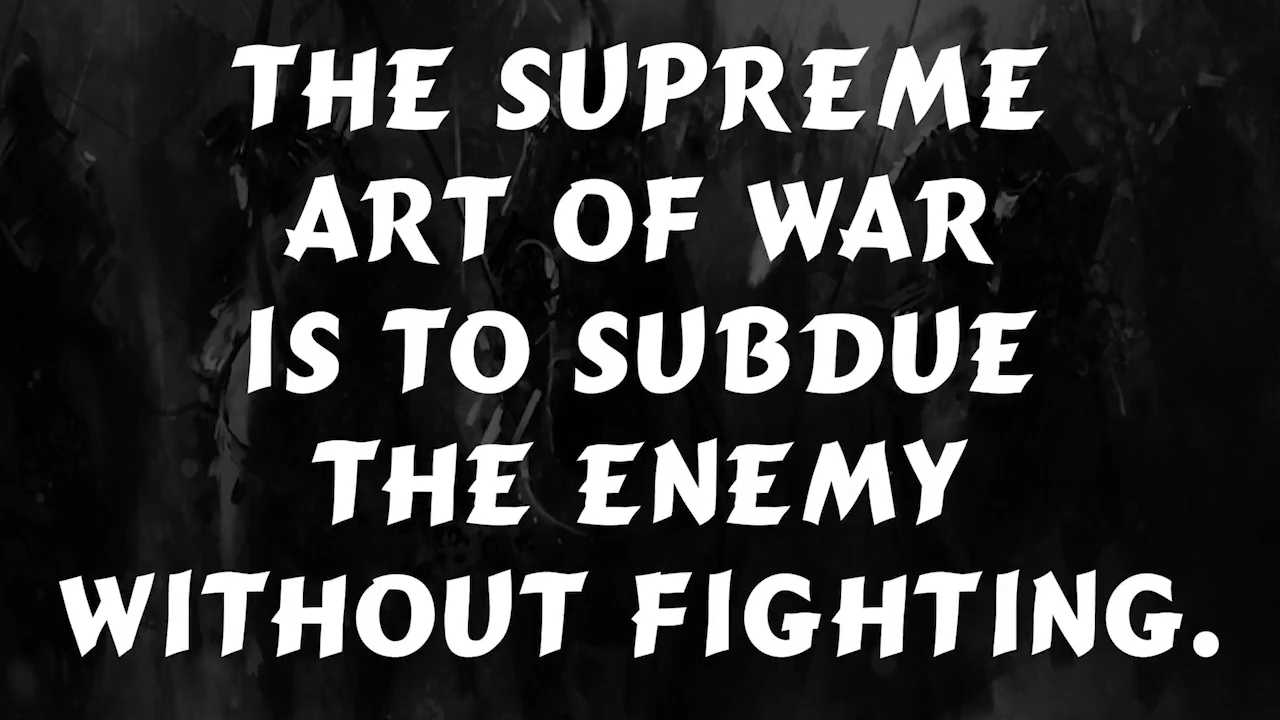 THE SUPREME
ART OF WAR
IS TO SUBDUE
THE ENEMY
WITHOUT FIGHTING.